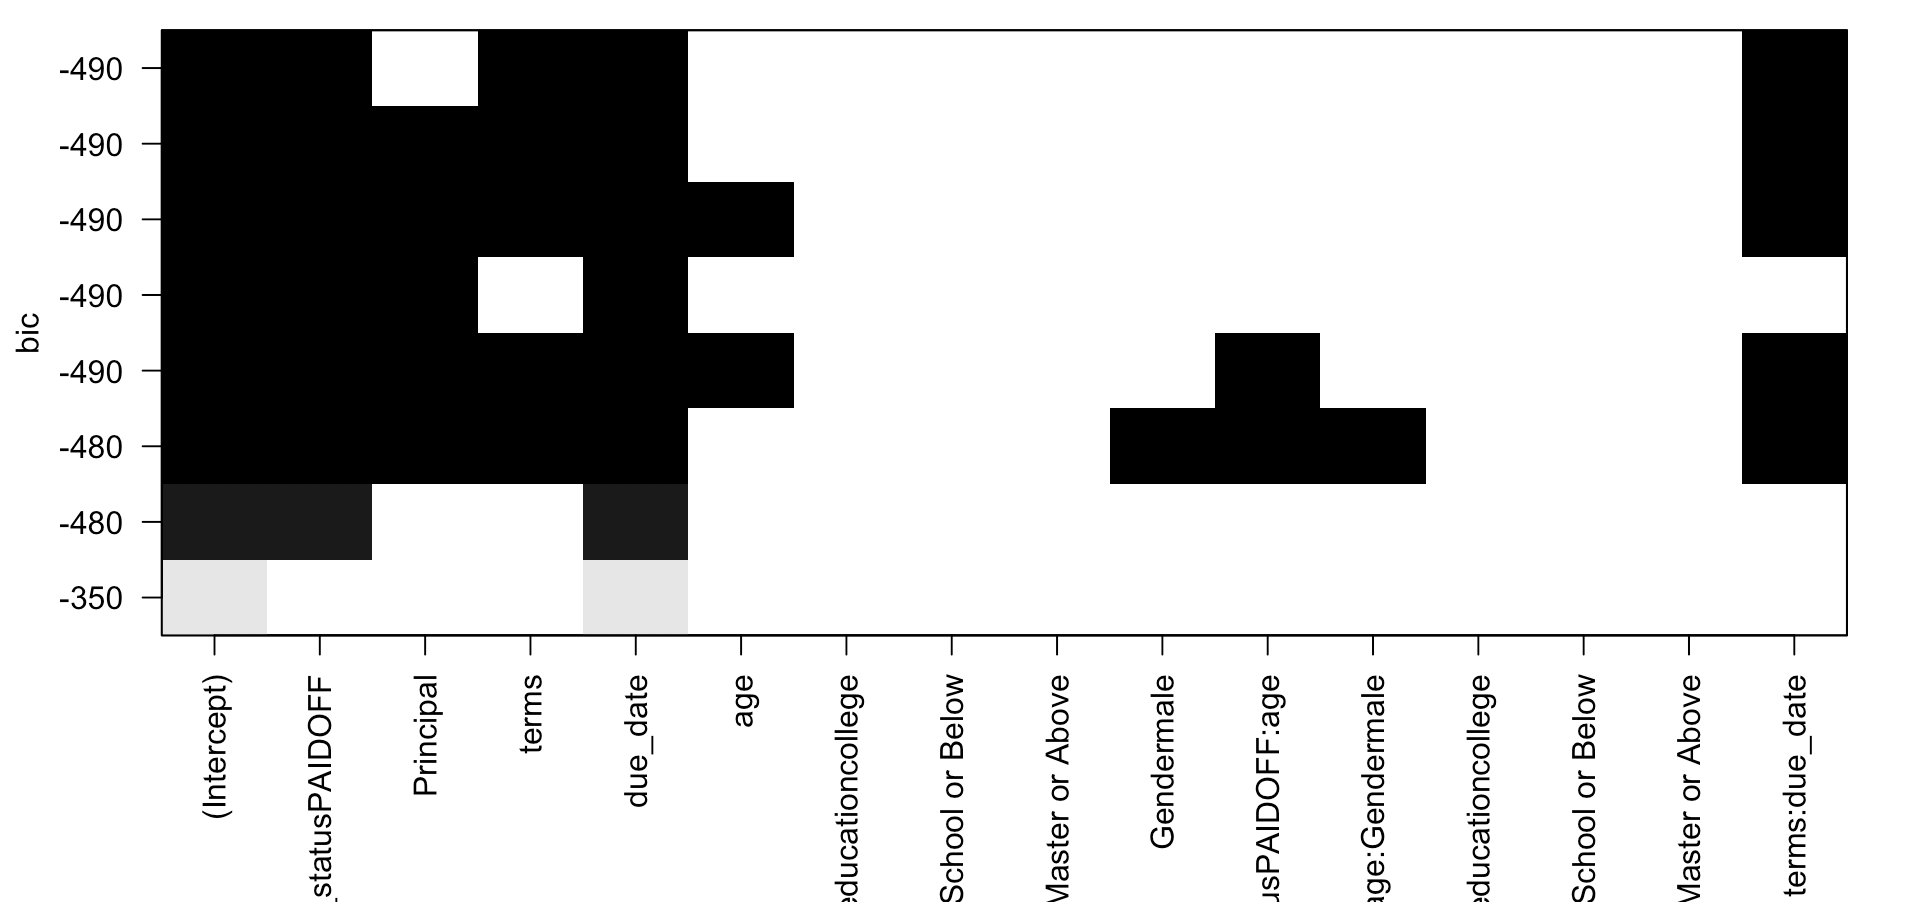 bic
-490
-490
-490
-490
-490
-480
-480
-350
(Intercept)
_statusPAIDOFF
Principal
terms
due_date
age
educationcollege
School or Below
Master or Above
Gendermale
usPAIDOFF:age
age:Gendermale
educationcollege
School or Below
Master or Above
terms:due_date